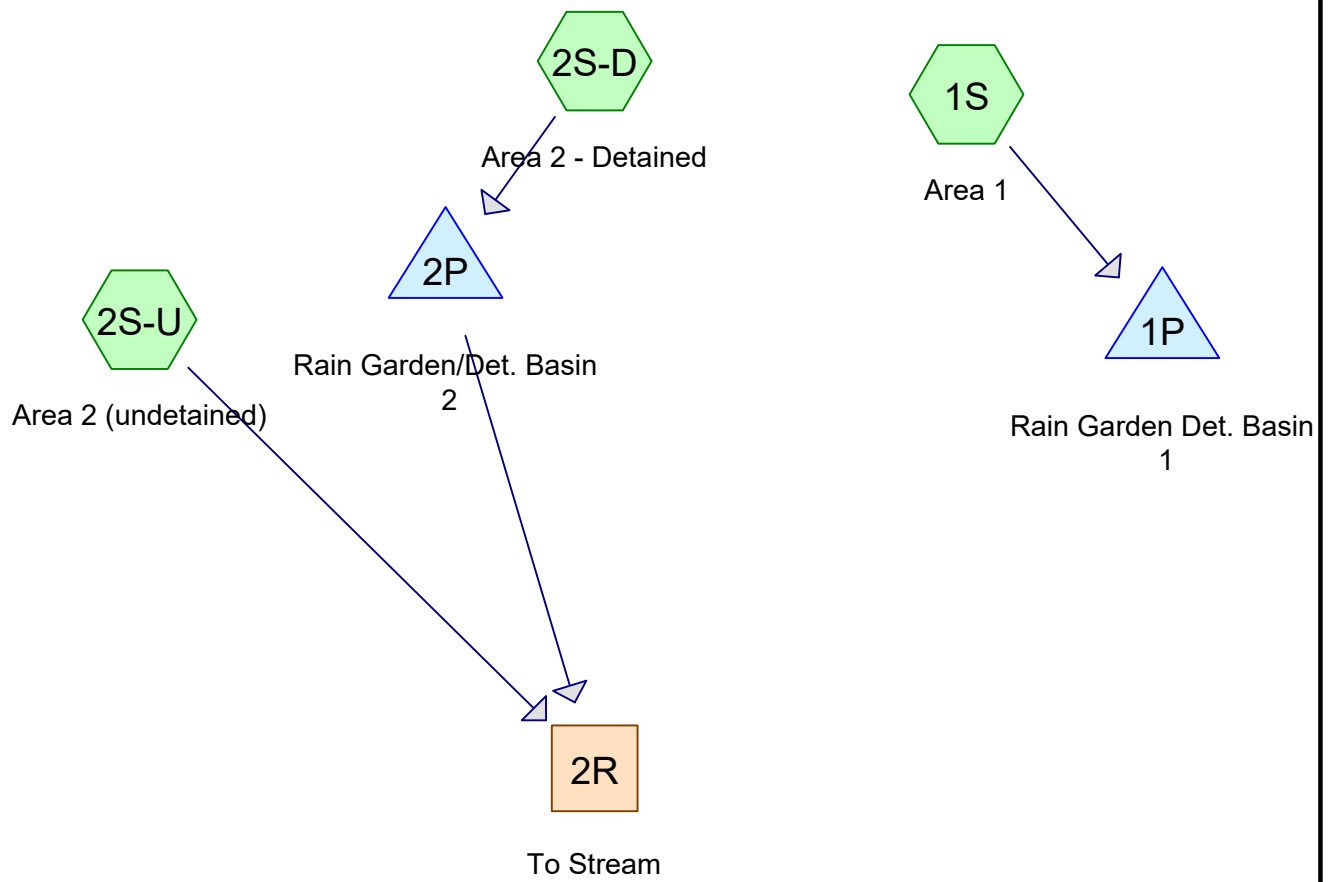 2S-D
Area 2 - Detained
1S
Area 1
2P
Rain Garden/Det. Basin
2
2S-U
Area 2 (undetained)
1P
Rain Garden Det. Basin
1
2R
To Stream